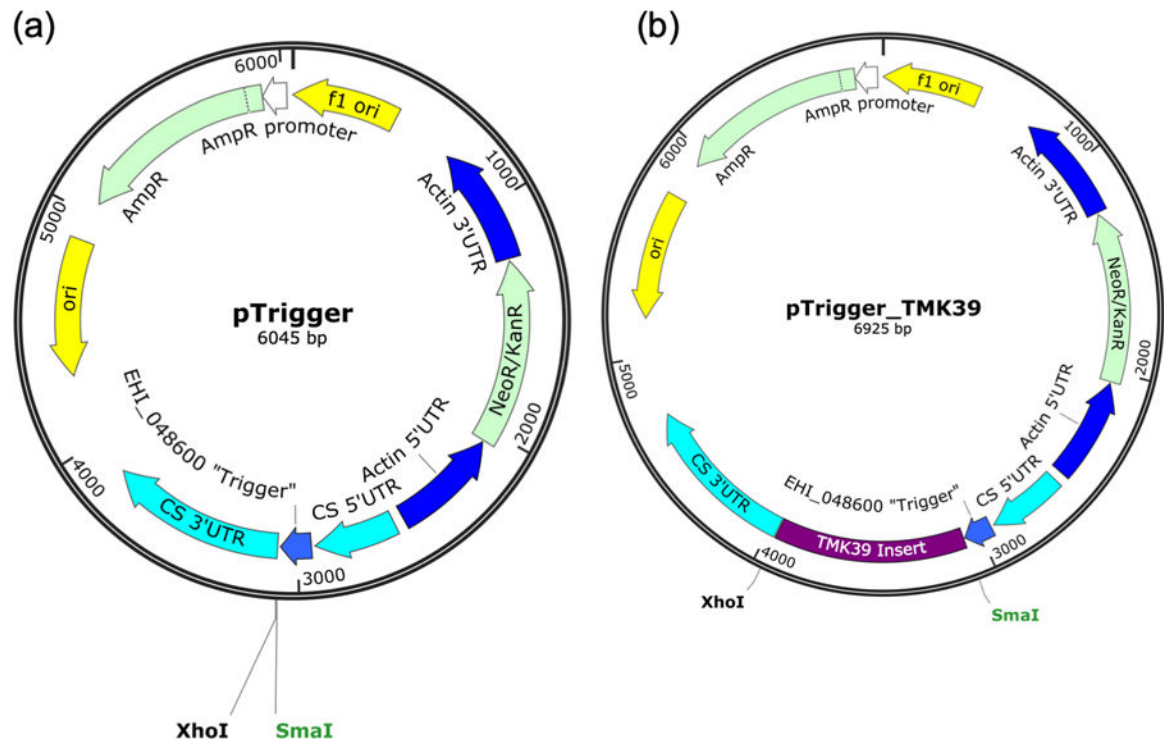 (a)
6000
f1 ori
AmpR promoter
AmpR
1000
Actin 3'UTR
5000
ori
pTrigger
6045 bp
NeoR/KanR
2000
Actin 5'UTR
EHI_048600 "Trigger"
CS 5'UTR
4000
CS 3'UTR
3000
XhoI
SmaI
(b)
f1 ori
AmpR promoter
AmpR
6000
1000
Actin 3'UTR
ori
pTrigger_TMK39
6925 bp
NeoR/KanR
5000
2000
Actin 5'UTR
CS 3'UTR
EHI_048600 "Trigger"
CS 5'UTR
TMK39 Insert
4000
3000
XhoI
SmaI